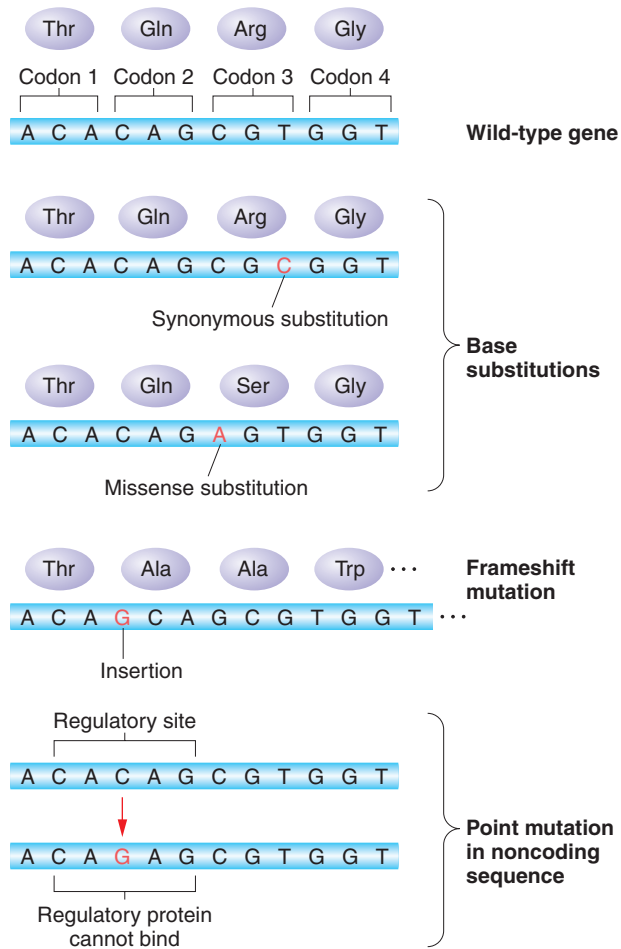 Thr Gln Arg Gly
Codon 1 Codon 2 Codon 3 Codon 4
A C A C A G C G T G G T
Wild-type gene
Thr Gln Arg Gly
A C A C A G C G C G G T
Synonymous substitution
Base
substitutions
Thr Gln Ser Gly
A C A C A G A G T G G T
Missense substitution
Thr Ala Ala Trp ···
Frameshift
mutation
A C A G C A G C G T G G T ···
Insertion
Regulatory site
A C A C A G C G T G G T
Point mutation
in noncoding
sequence
A C A G A G C G T G G T
Regulatory protein
cannot bind